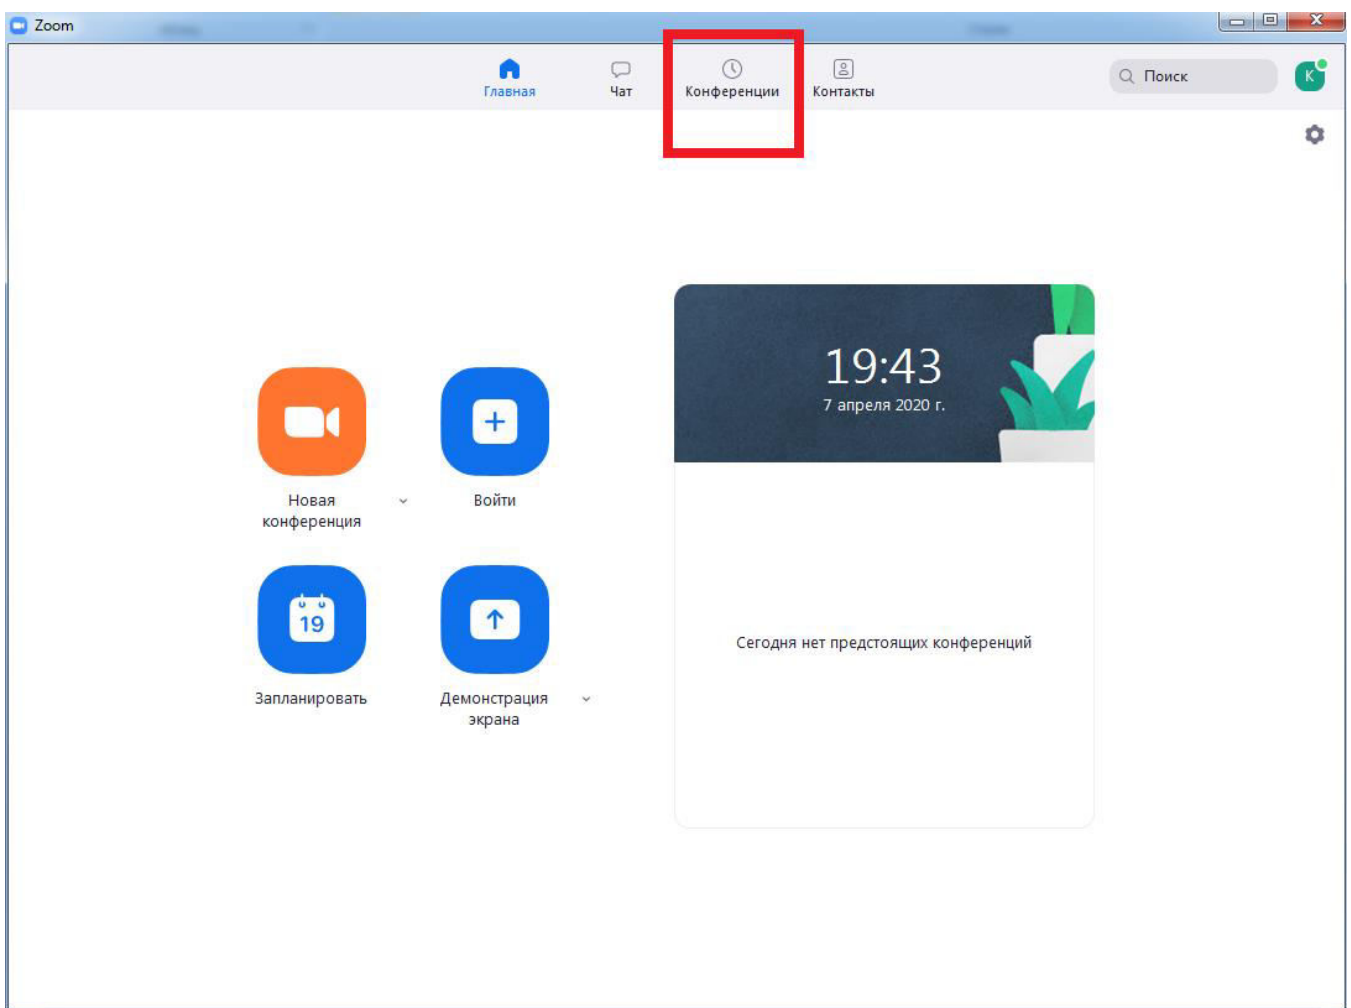 Zoom
Главная
Чат
Конференции
Контакты
Поиск
К
19:43
7 апреля 2020 г.
Новая
конференция
Войти
19
Запланировать
Демонстрация
экрана
Сегодня нет предстоящих конференций